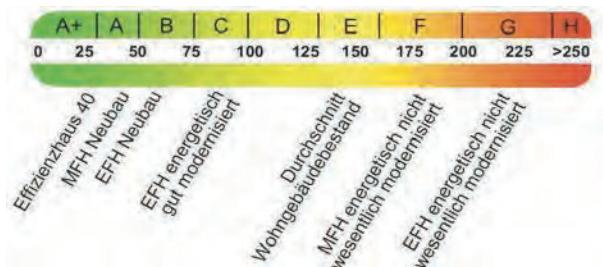 A+ A B C D E F G H
0 25 50 75 100 125 150 175 200 225 >250
Effizienzhaus 40
MFH Neubau
EFH Neubau
EFH energetisch
gut modernisiert
Durchschnitt
Wohngebäudebestand
MFH energetisch nicht
wesentlich modernisiert
EFH energetisch nicht
wesentlich modernisiert